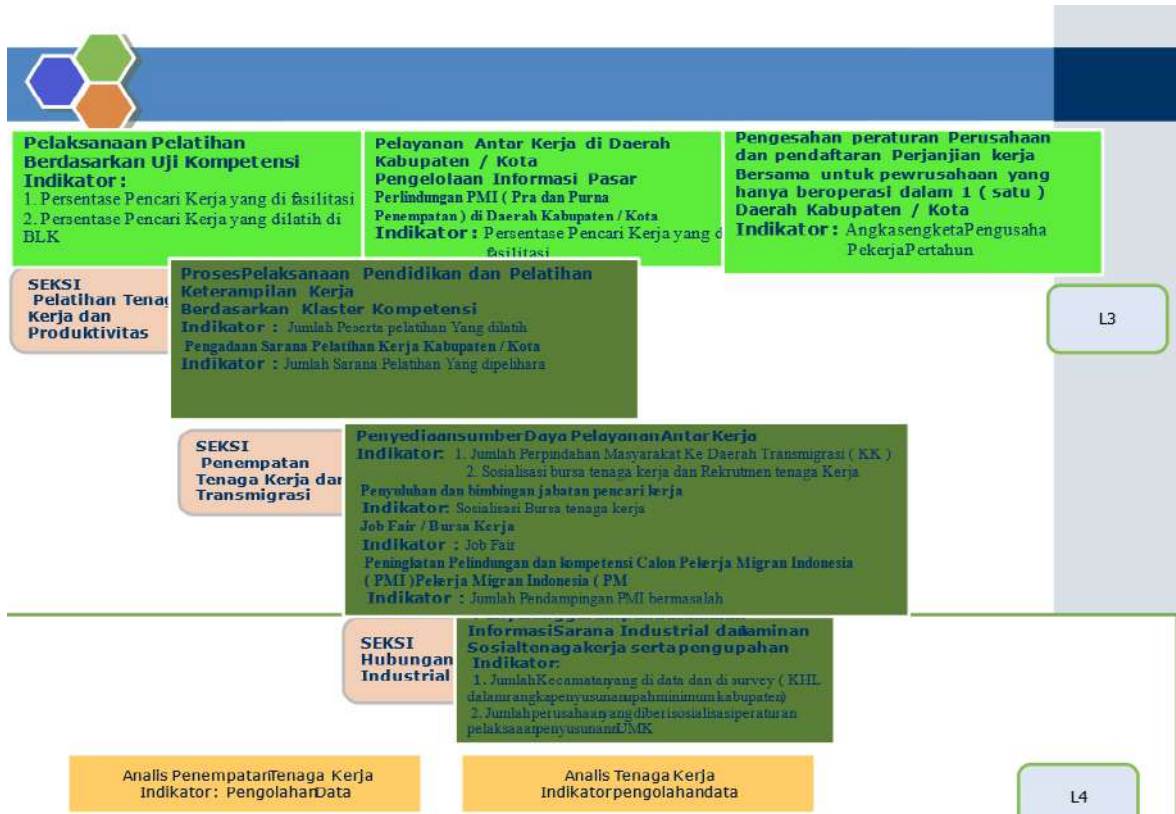 Pelaksanaan Pelatihan
Berdasarkan Uji Kompetensi
Indikator :
1. Persentase Pencari Kerja yang di fasilitasi
2. Persentase Pencari Kerja yang dilatih di
BLK
Pelayanan Antar Kerja di Daerah
Kabupaten / Kota
Pengelolaan Informasi Pasar
Perlindungan PMI ( Pra dan Purna
Penempatan ) di Daerah Kabupaten / Kota
Indikator : Persentase Pencari Kerja yang d
fasilitasi
Pengesahan peraturan Perusahaan
dan pendaftaran Perjanjian kerja
Bersama untuk pewrusahaan yang
hanya beroperasi dalam 1 ( satu )
Daerah Kabupaten / Kota
Indikator : AngkasengketaPengusaha
PekerjaPertahun
SEKSI
Pelatihan Tenag
Kerja dan
Produktivitas
ProsesPelaksanaan Pendidikan dan Pelatihan
Keterampilan Kerja
Berdasarkan Klaster Kompetensi
Indikator : Jumlah Peserta pelatihan Yang dilatih
Pengadaan Sarana Pelatihan Kerja Kabupaten / Kota
Indikator : Jumlah Sarana Pelatihan Yang dipelihara
L3
SEKSI
Penempatan
Tenaga Kerja dan
Transmigrasi
PenyediaansumberDaya PelayananAntarKerja
Indikator: 1. Jumlah Perpindahan Masyarakat Ke Daerah Transmigrasi ( KK )
2. Sosialisasi bursa tenaga kerja dan Rekrutmen tenaga Kerja
Penyuluhan dan bimbingan jabatan pencari kerja
Indikator: Sosialisasi Bursa tenaga kerja
Job Fair / Bursa Kerja
Indikator : Job Fair
Peningkatan Pelindungan dan kompetensi Calon Pekerja Migran Indonesia
( PMI )Pekerja Migran Indonesia ( PM
Indikator : Jumlah Pendampingan PMI bermasalah
SEKSI
Hubungan
Industrial
InformasiSarana Industrial danJaminan
Sosialtenagakerja serta pengupahan
Indikator:
1. JumlahKecamatanyang di data dan di survey ( KHL
dalamrangkapenyusunanupahminimumkabupaten)
2. Jumlahperusahaanyangdiberisosialisasiperaturan
pelaksaaanpenyusunannUMK
Analis PenempatanTenaga Kerja
Indikator : PengolahanData
Analis Tenaga Kerja
Indikatorpengolahandata
L4